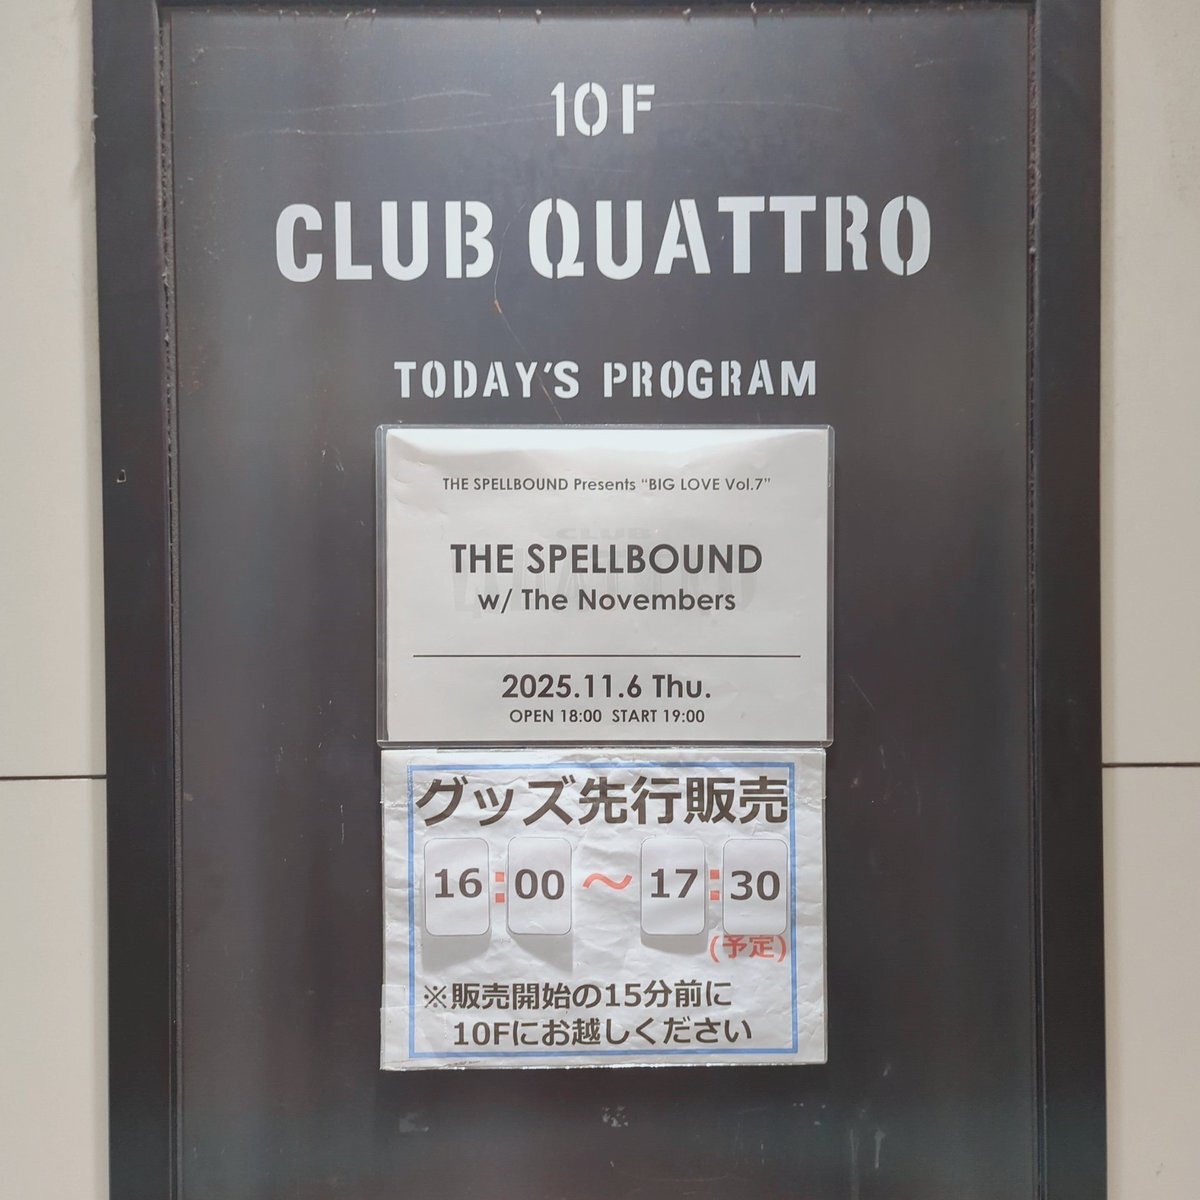 10F
CLUB QUATTRO
TODAY'S PROGRAM
THE SPELLBOUND Presents “BIG LOVE Vol.7”
THE SPELLBOUND
w/ The Novembers
2025.11.6 Thu.
OPEN 18:00 START 19:00
グッズ先行販売
16:00～17:30
(予定)
※販売開始の15分前に
10Fにお越しください